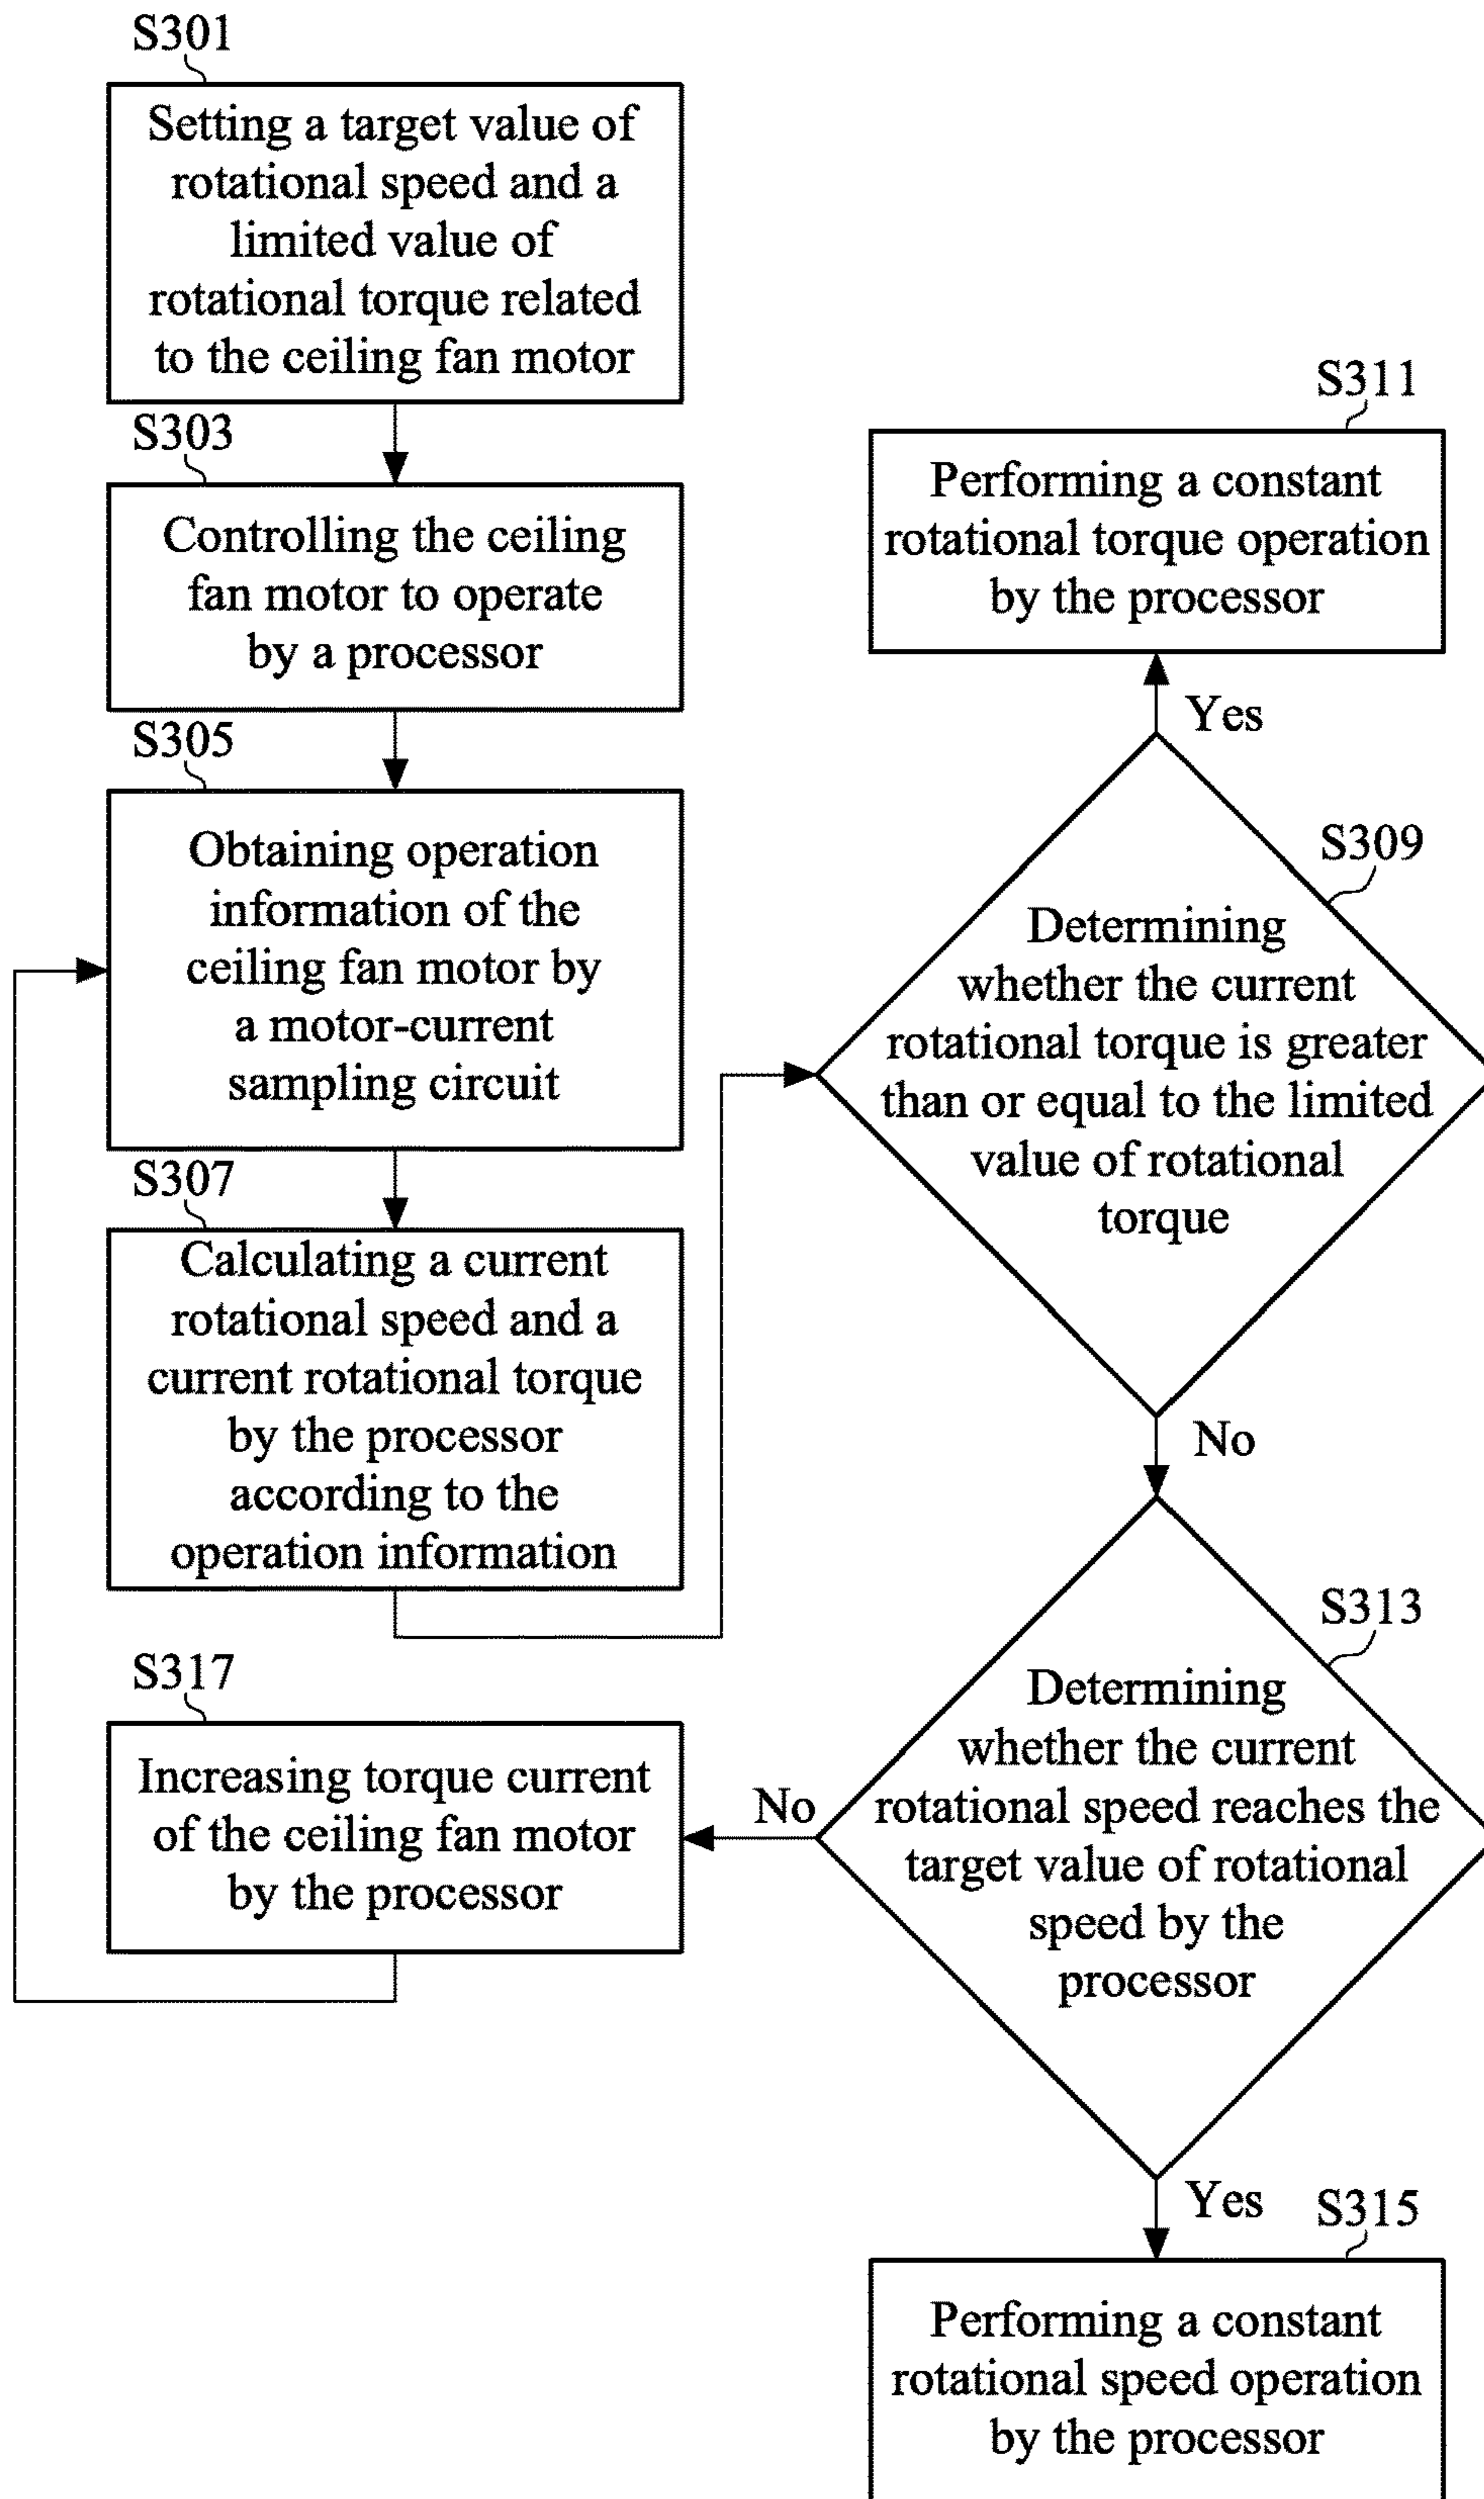 S301
Setting a target value of
rotational speed and a
limited value of
rotational torque related
to the ceiling fan motor
S303
Controlling the ceiling
fan motor to operate
by a processor
S305
Obtaining operation
information of the
ceiling fan motor by
a motor-current
sampling circuit
S307
Calculating a current
rotational speed and a
current rotational torque
by the processor
according to the
operation information
S309
Determining
whether the current
rotational torque is greater
than or equal to the limited
value of rotational
torque
Yes
S311
Performing a constant
rotational torque operation
by the processor
No
S313
Determining
whether the current
rotational speed reaches the
target value of rotational
speed by the
processor
No
S317
Increasing torque current
of the ceiling fan motor
by the processor
Yes
S315
Performing a constant
rotational speed operation
by the processor